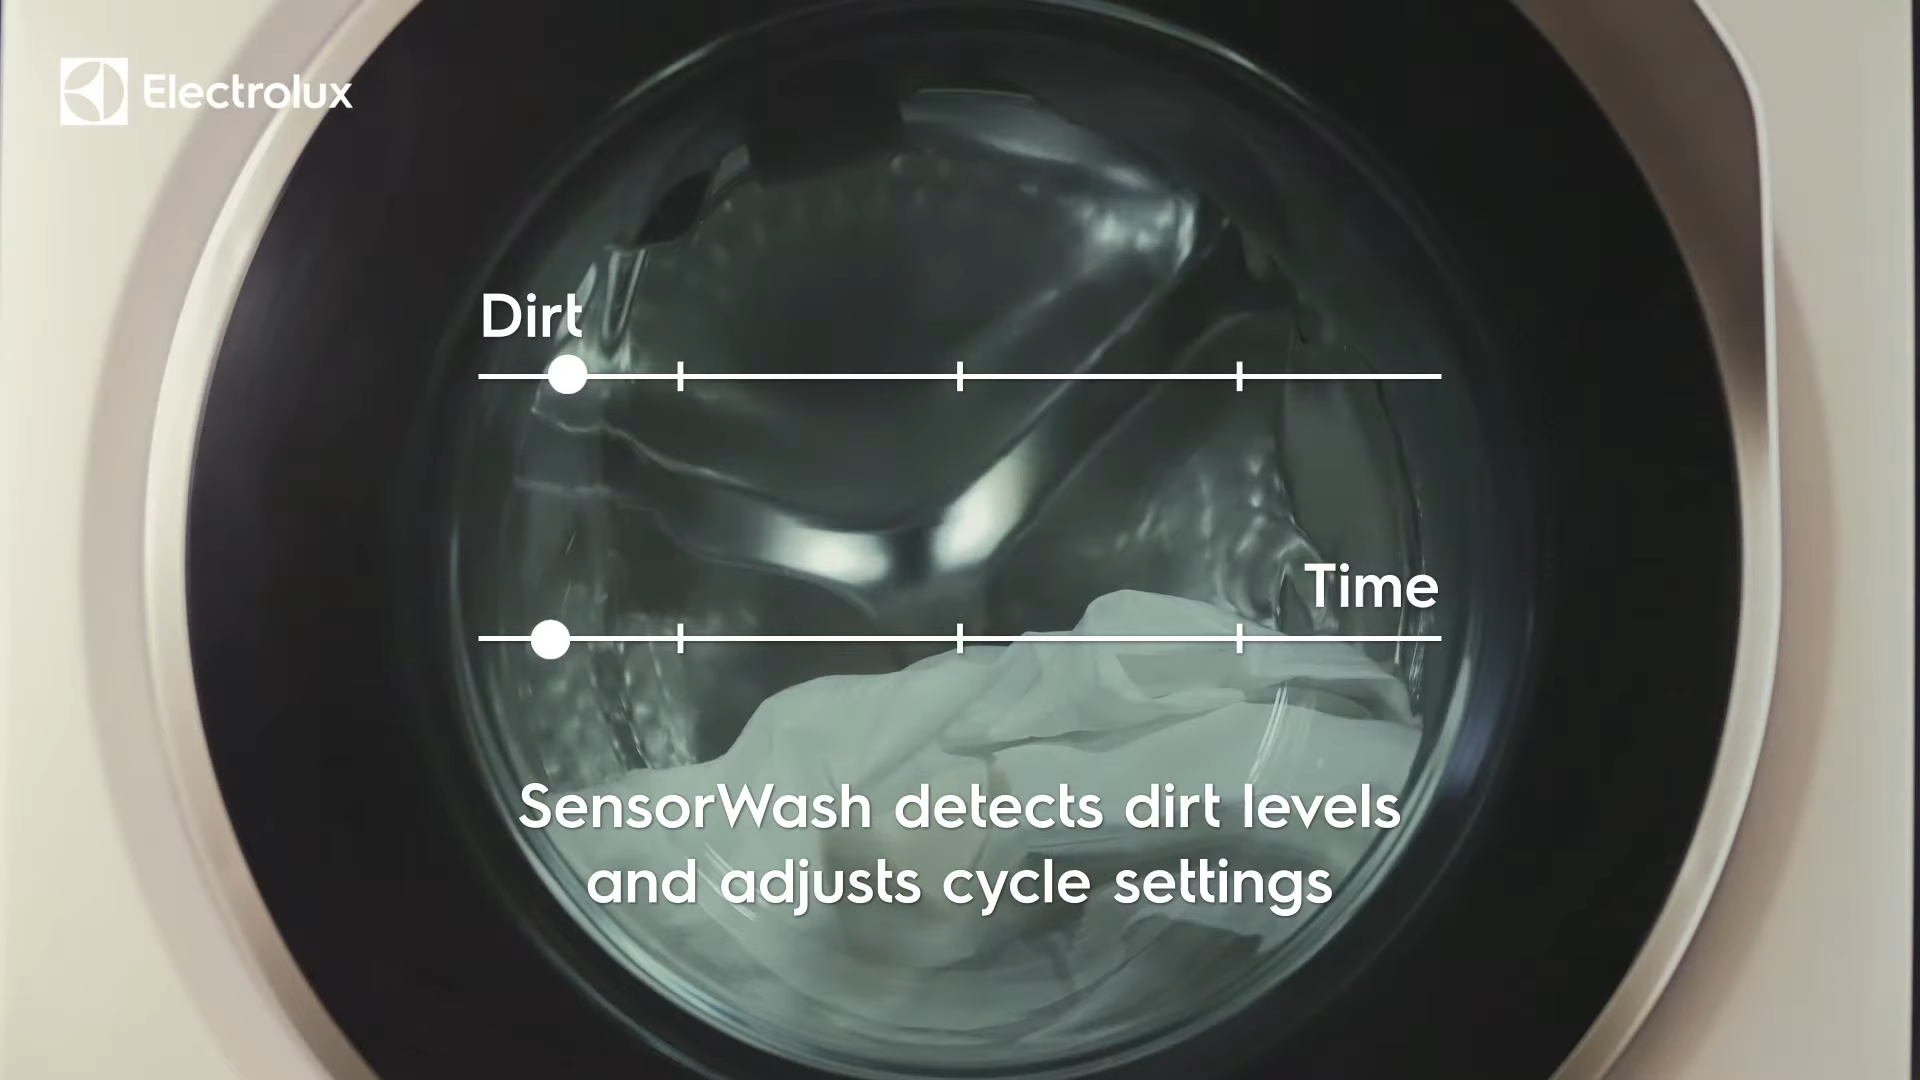 Electrolux
Dirt
Time
SensorWash detects dirt levels
and adjusts cycle settings